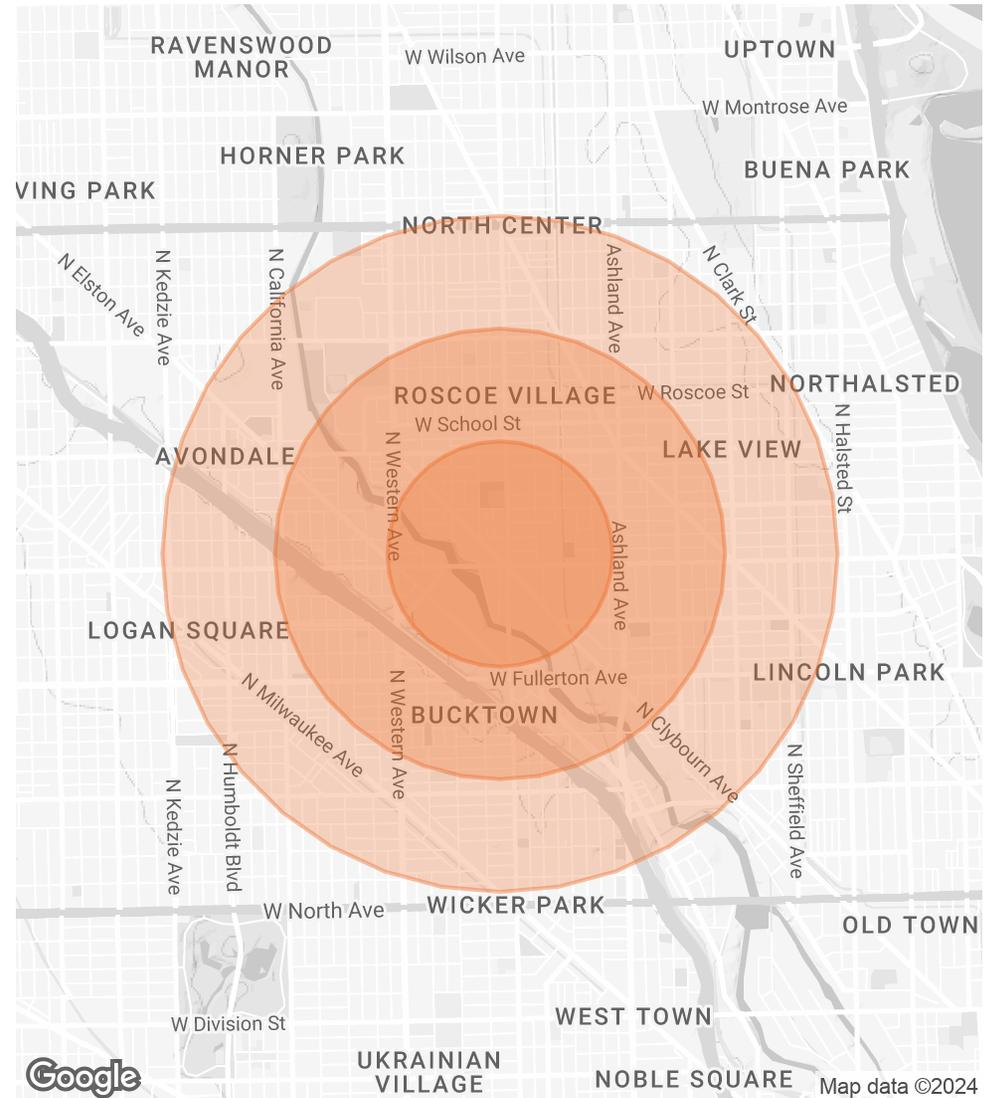 RAVENSWOOD
MANOR
W Wilson Ave
UPTOWN
W Montrose Ave
HORNER PARK
BUENA PARK
VING PARK
NORTH CENTER
N Elston Ave
N Kedzie Ave
N California Ave
Ashland Ave
N Clark St
ROSCOE VILLAGE
W Roscoe St
NORTHALSTED
W School St
N Halsted St
AVONDALE
N Western Ave
LAKE VIEW
Ashland Ave
LOGAN SQUARE
W Fullerton Ave
LINCOLN PARK
N Milwaukee Ave
N Western Ave
BUCKTOWN
N Clybourn Ave
N Humboldt Blvd
N Sheffield Ave
N Kedzie Ave
W North Ave
WICKER PARK
OLD TOWN
W Division St
WEST TOWN
UKRAINIAN
VILLAGE
NOBLE SQUARE
Google
Map data ©2024